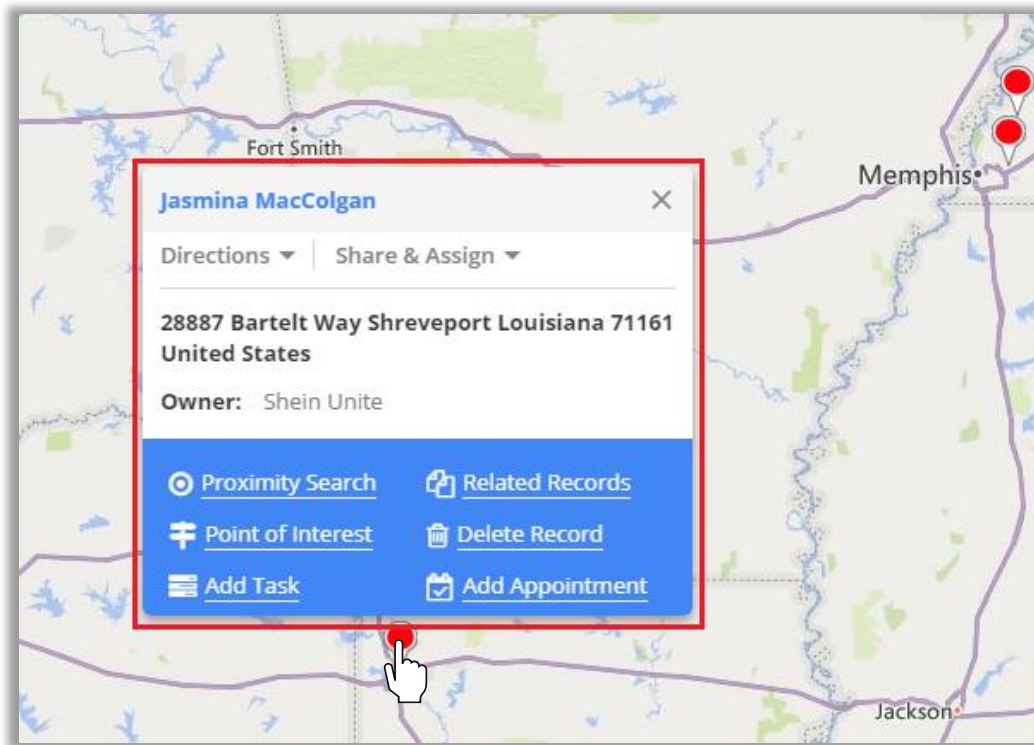 Fort Smith
Memphis
Jasmina MacColgan
Directions
Share & Assign
28887 Bartelt Way Shreveport Louisiana 71161
United States
Owner: Shein Unite
Proximity Search
Related Records
Point of Interest
Delete Record
Add Task
Add Appointment
Jackson